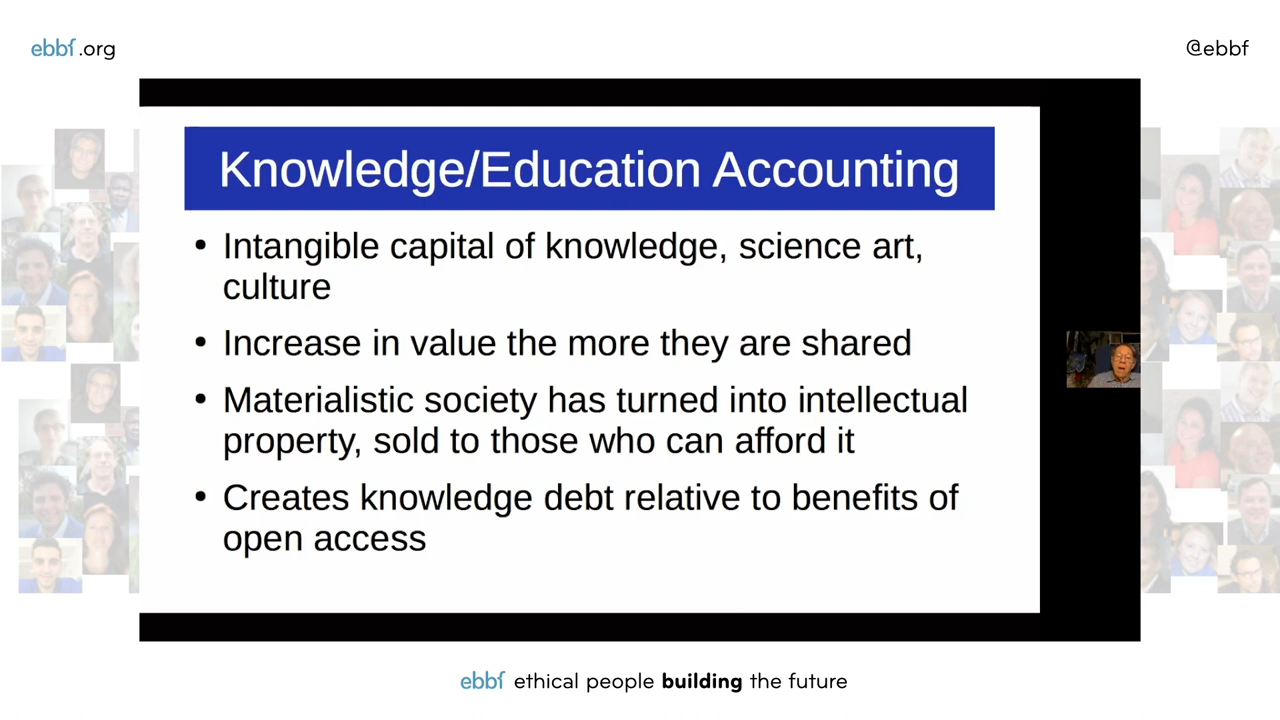 ebbf.org
@ebbf
Knowledge/Education Accounting
• Intangible capital of knowledge, science art,
culture
• Increase in value the more they are shared
• Materialistic society has turned into intellectual
property, sold to those who can afford it
• Creates knowledge debt relative to benefits of
open access
ebbf ethical people building the future